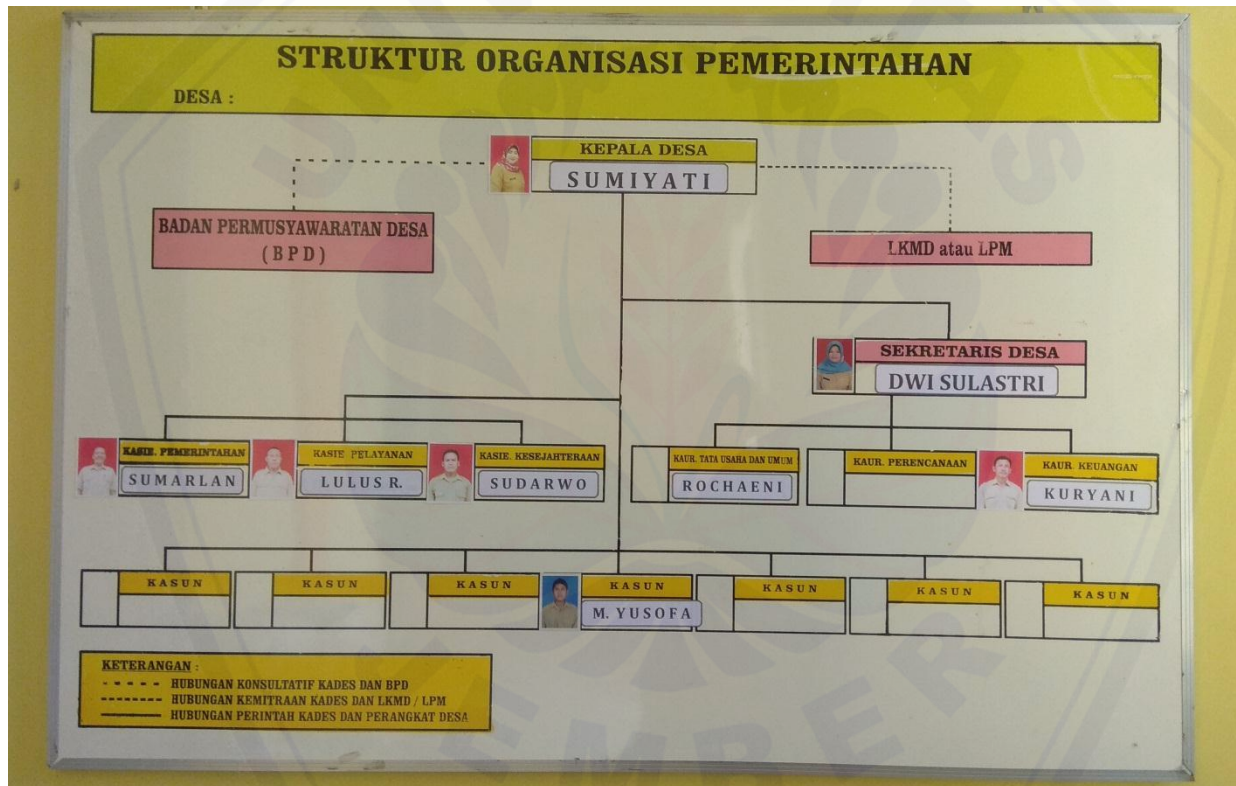 STRUKTUR ORGANISASI PEMERINTAHAN
DESA :
KEPALA DESA
SUMIYATI
BADAN PERMUSYAWARATAN DESA
( B P D )
LKMD atau LPM
SEKRETARIS DESA
DWI SULASTRI
KASIE. PEMERINTAHAN
SUMARLAN
KASIE PELAYANAN
LULUS R.
KASIE. KESEJAHTERAAN
SUDARWO
KAUR. TATA USAHA DAN UMUM
ROCHAENI
KAUR. PERENCANAAN
KAUR. KEUANGAN
KURYANI
KASUN
KASUN
KASUN
KASUN
M. YUSOFA
KASUN
KASUN
KASUN
KETERANGAN :
HUBUNGAN KONSULTATIF KADES DAN BPD
HUBUNGAN KEMITRAAN KADES DAN LKMD / LPM
HUBUNGAN PERINTAH KADES DAN PERANGKAT DESA